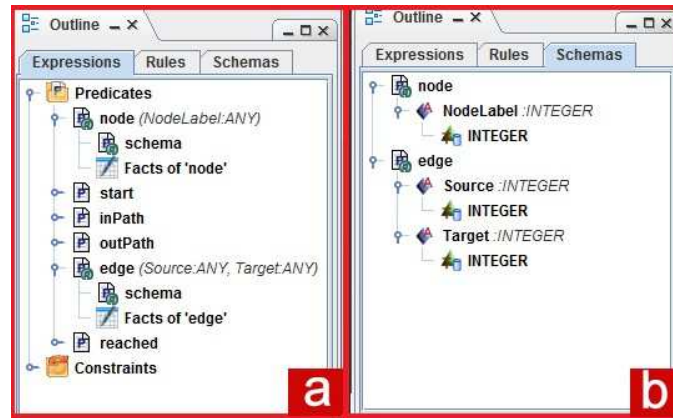 Outline
Expressions Rules Schemas
Predicates
node (NodeLabel:ANY)
schema
Facts of 'node'
start
inPath
outPath
edge (Source:ANY, Target:ANY)
schema
Facts of 'edge'
reached
Constraints
a
Outline
Expressions Rules Schemas
node
NodeLabel :INTEGER
INTEGER
edge
Source :INTEGER
INTEGER
Target :INTEGER
INTEGER
b